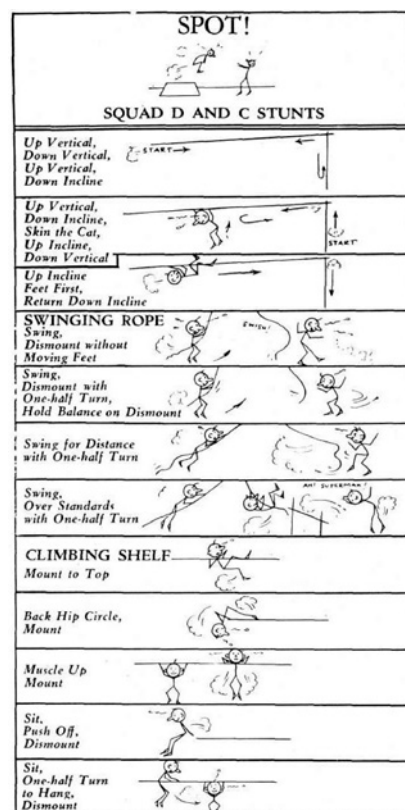 SPOT!
SQUAD D AND C STUNTS
Up Vertical,
Down Vertical,
Up Vertical,
Down Incline
START
Up Vertical,
Down Incline,
Skin the Cat,
Up Incline,
Down Vertical
START
Up Incline
Feet First,
Return Down Incline
SWINGING ROPE
Swing,
Dismount without
Moving Feet
SWISH!
Swing,
Dismount with
One-half Turn,
Hold Balance on Dismount
Swing for Distance
with One-half Turn
Swing,
Over Standards
with One-half Turn
AH! SUPERMAN!
CLIMBING SHELF
Mount to Top
Back Hip Circle,
Mount
Muscle Up
Mount
Sit,
Push Off,
Dismount
Sit,
One-half Turn
to Hang,
Dismount